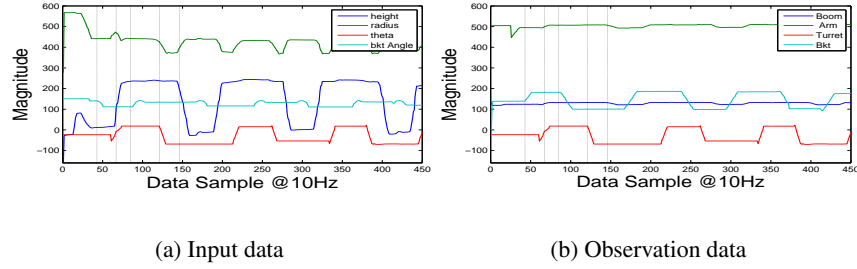 600
500
400
300
200
100
0
−100
Magnitude
0 50 100 150 200 250 300 350 400 450
Data Sample @10Hz
height
radius
theta
bkt Angle
600
500
400
300
200
100
0
−100
Magnitude
0 50 100 150 200 250 300 350 400 450
Data Sample @10Hz
Boom
Arm
Turret
Bkt
(a) Input data
(b) Observation data